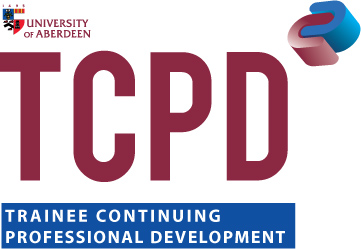 UNIVERSITY
OF ABERDEEN
TCPD
TRAINEE CONTINUING
PROFESSIONAL DEVELOPMENT